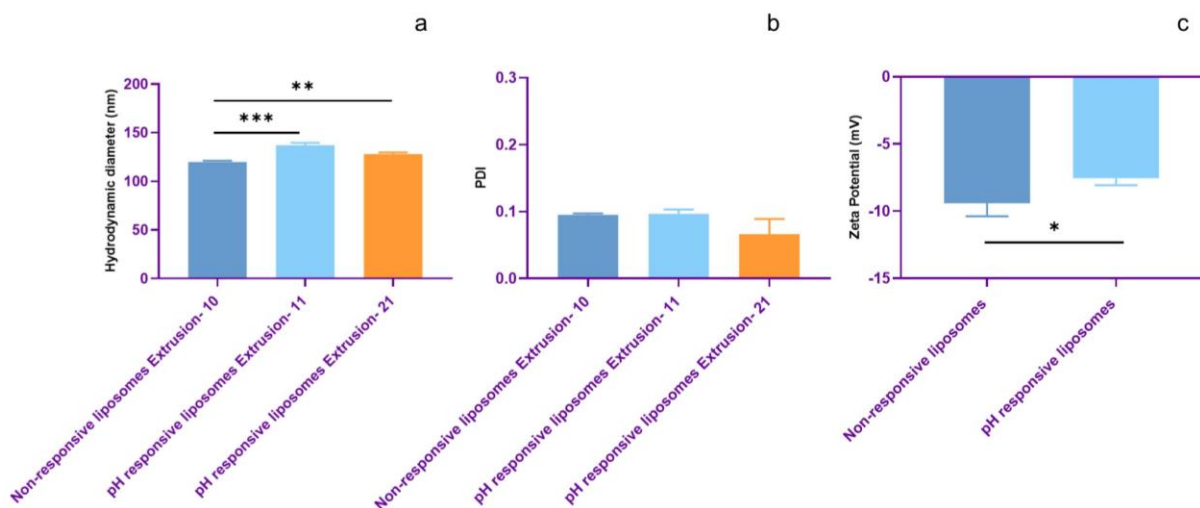 a
Hydrodynamic diameter (nm)
200
150
100
50
0
**
***
Non-responsive liposomes Extrusion- 10
pH responsive liposomes Extrusion- 11
pH responsive liposomes Extrusion- 21
b
PDI
0.3
0.2
0.1
0.0
Non-responsive liposomes Extrusion- 10
pH responsive liposomes Extrusion- 11
pH responsive liposomes Extrusion- 21
c
Zeta Potential (mV)
0
-5
-10
-15
*
Non-responsive liposomes
pH responsive liposomes